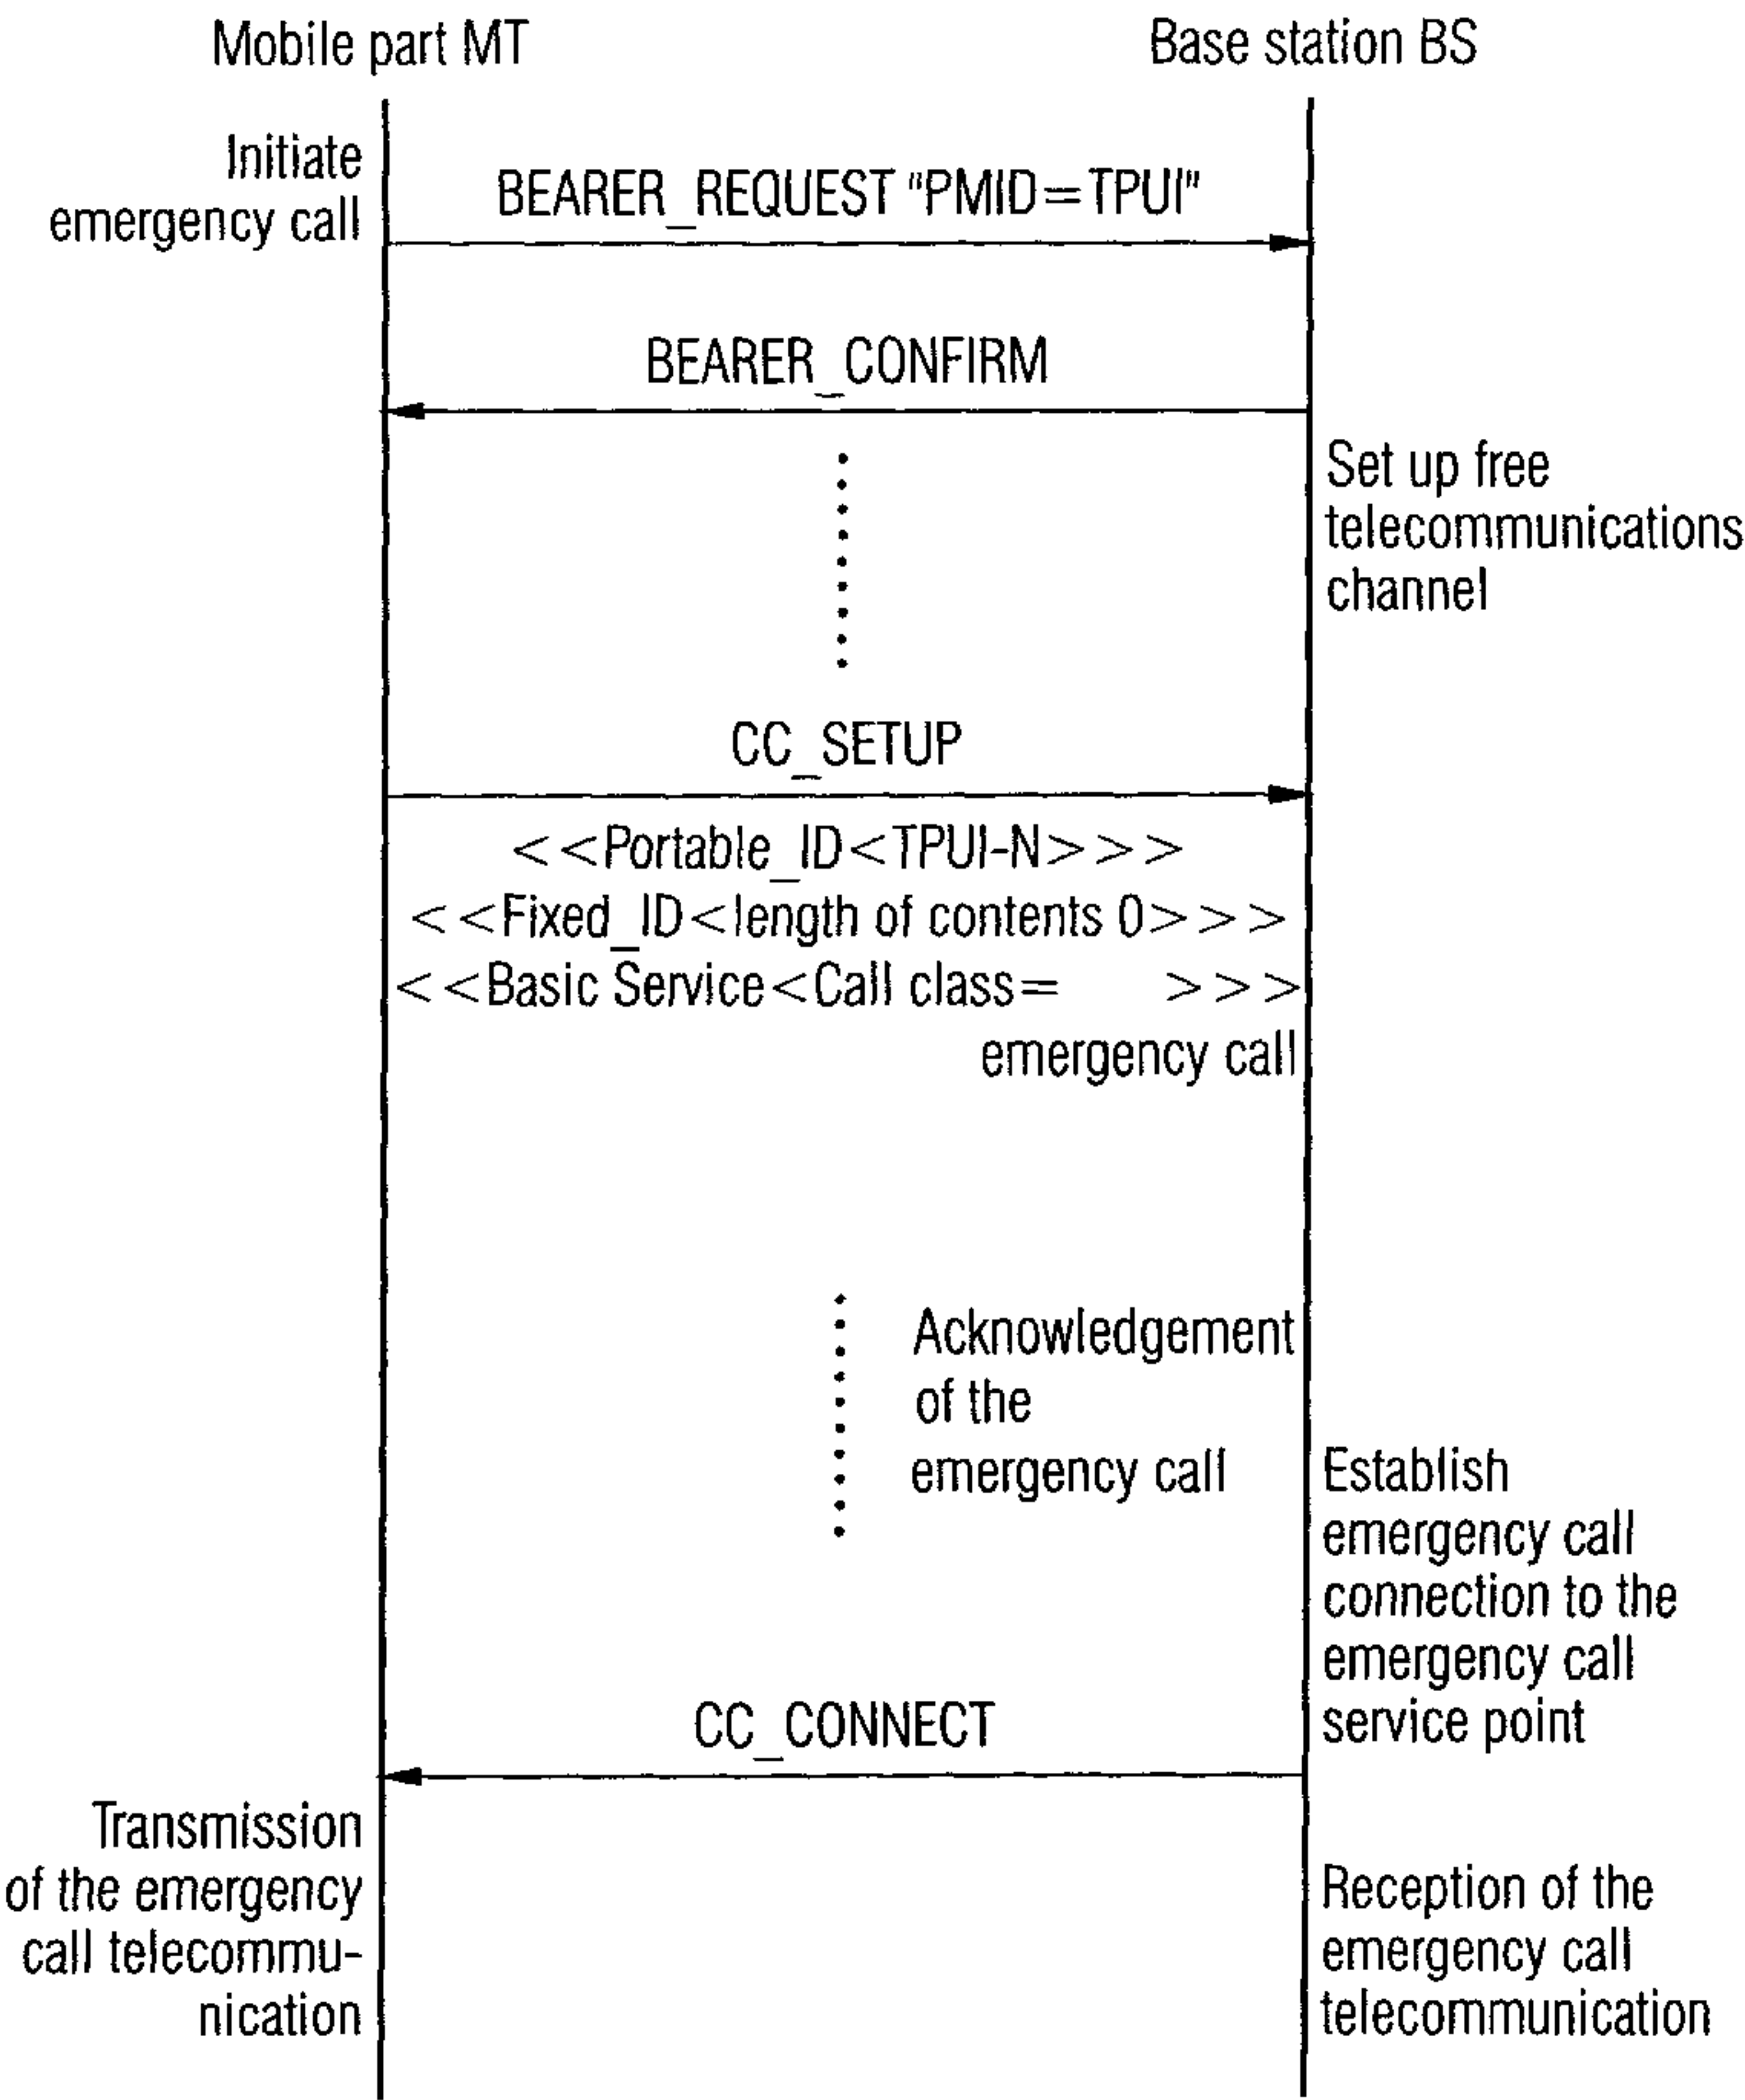 Mobile part MT
Base station BS
Initiate
emergency call
BEARER_REQUEST "PMID=TPUI"
BEARER_CONFIRM
Set up free
telecommunications
channel
CC_SETUP
<<Portable_ID<TPUI-N>>>
<<Fixed_ID<length of contents 0>>>
<<Basic Service<Call class= >>>
emergency call
Acknowledgement
of the
emergency call
Establish
emergency call
connection to the
emergency call
service point
CC_CONNECT
Transmission
of the emergency
call telecommu-
nication
Reception of the
emergency call
telecommunication